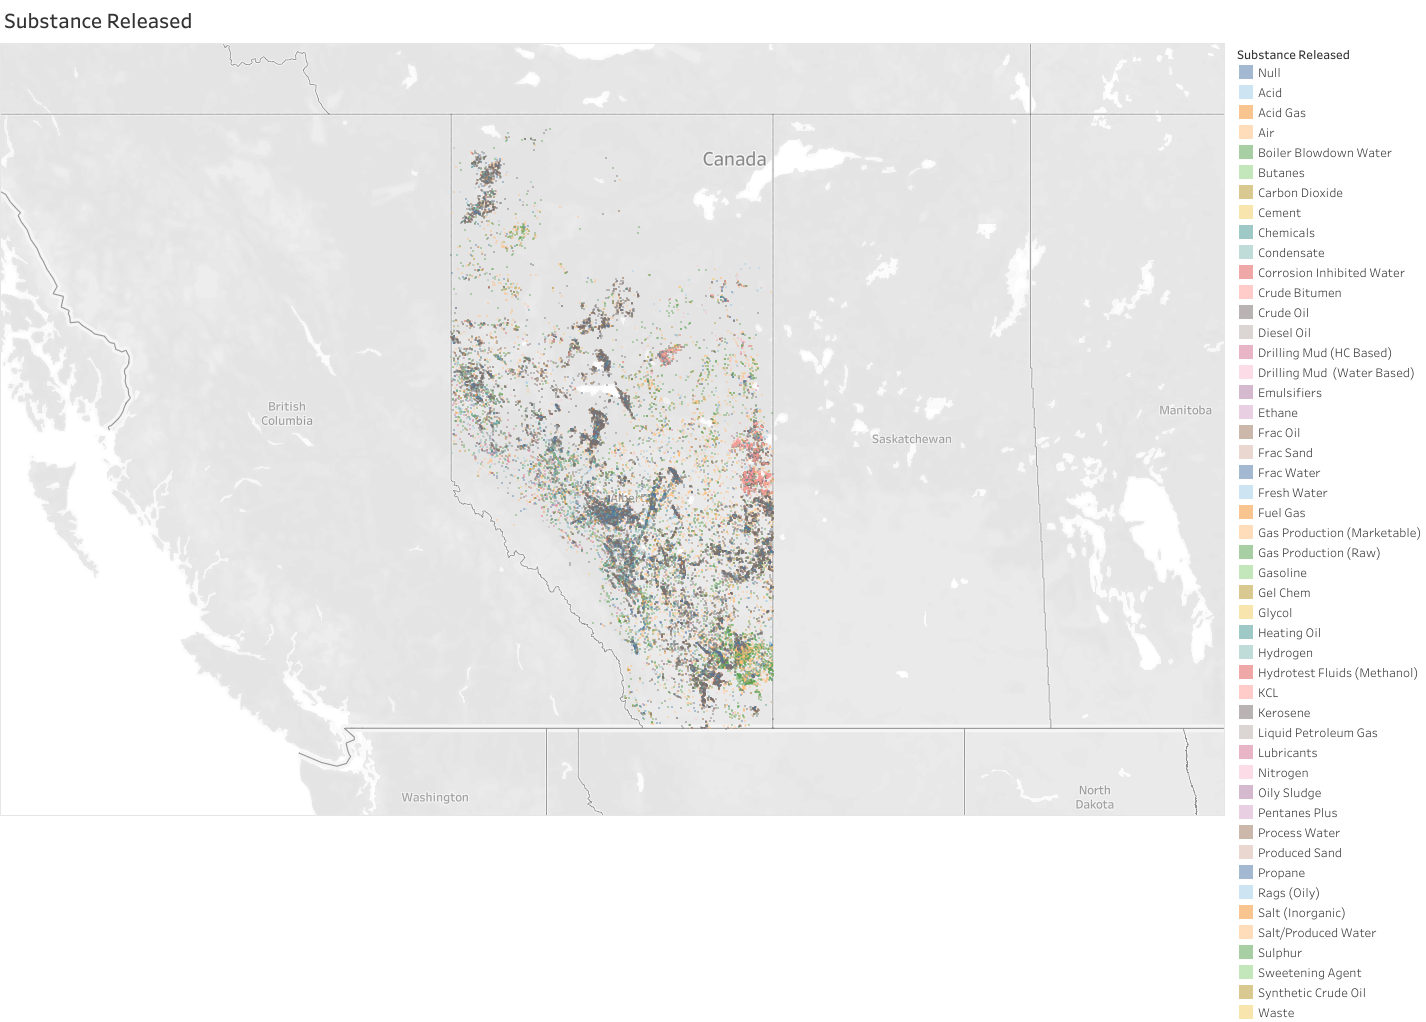 Substance Released
Canada
British
Columbia
Saskatchewan
Manitoba
Washington
North
Dakota
Substance Released
Null
Acid
Acid Gas
Air
Boiler Blowdown Water
Butanes
Carbon Dioxide
Cement
Chemicals
Condensate
Corrosion Inhibited Water
Crude Bitumen
Crude Oil
Diesel Oil
Drilling Mud (HC Based)
Drilling Mud  (Water Based)
Emulsifiers
Ethane
Frac Oil
Frac Sand
Frac Water
Fresh Water
Fuel Gas
Gas Production (Marketable)
Gas Production (Raw)
Gasoline
Gel Chem
Glycol
Heating Oil
Hydrogen
Hydrotest Fluids (Methanol)
KCL
Kerosene
Liquid Petroleum Gas
Lubricants
Nitrogen
Oily Sludge
Pentanes Plus
Process Water
Produced Sand
Propane
Rags (Oily)
Salt (Inorganic)
Salt/Produced Water
Sulphur
Sweetening Agent
Synthetic Crude Oil
Waste